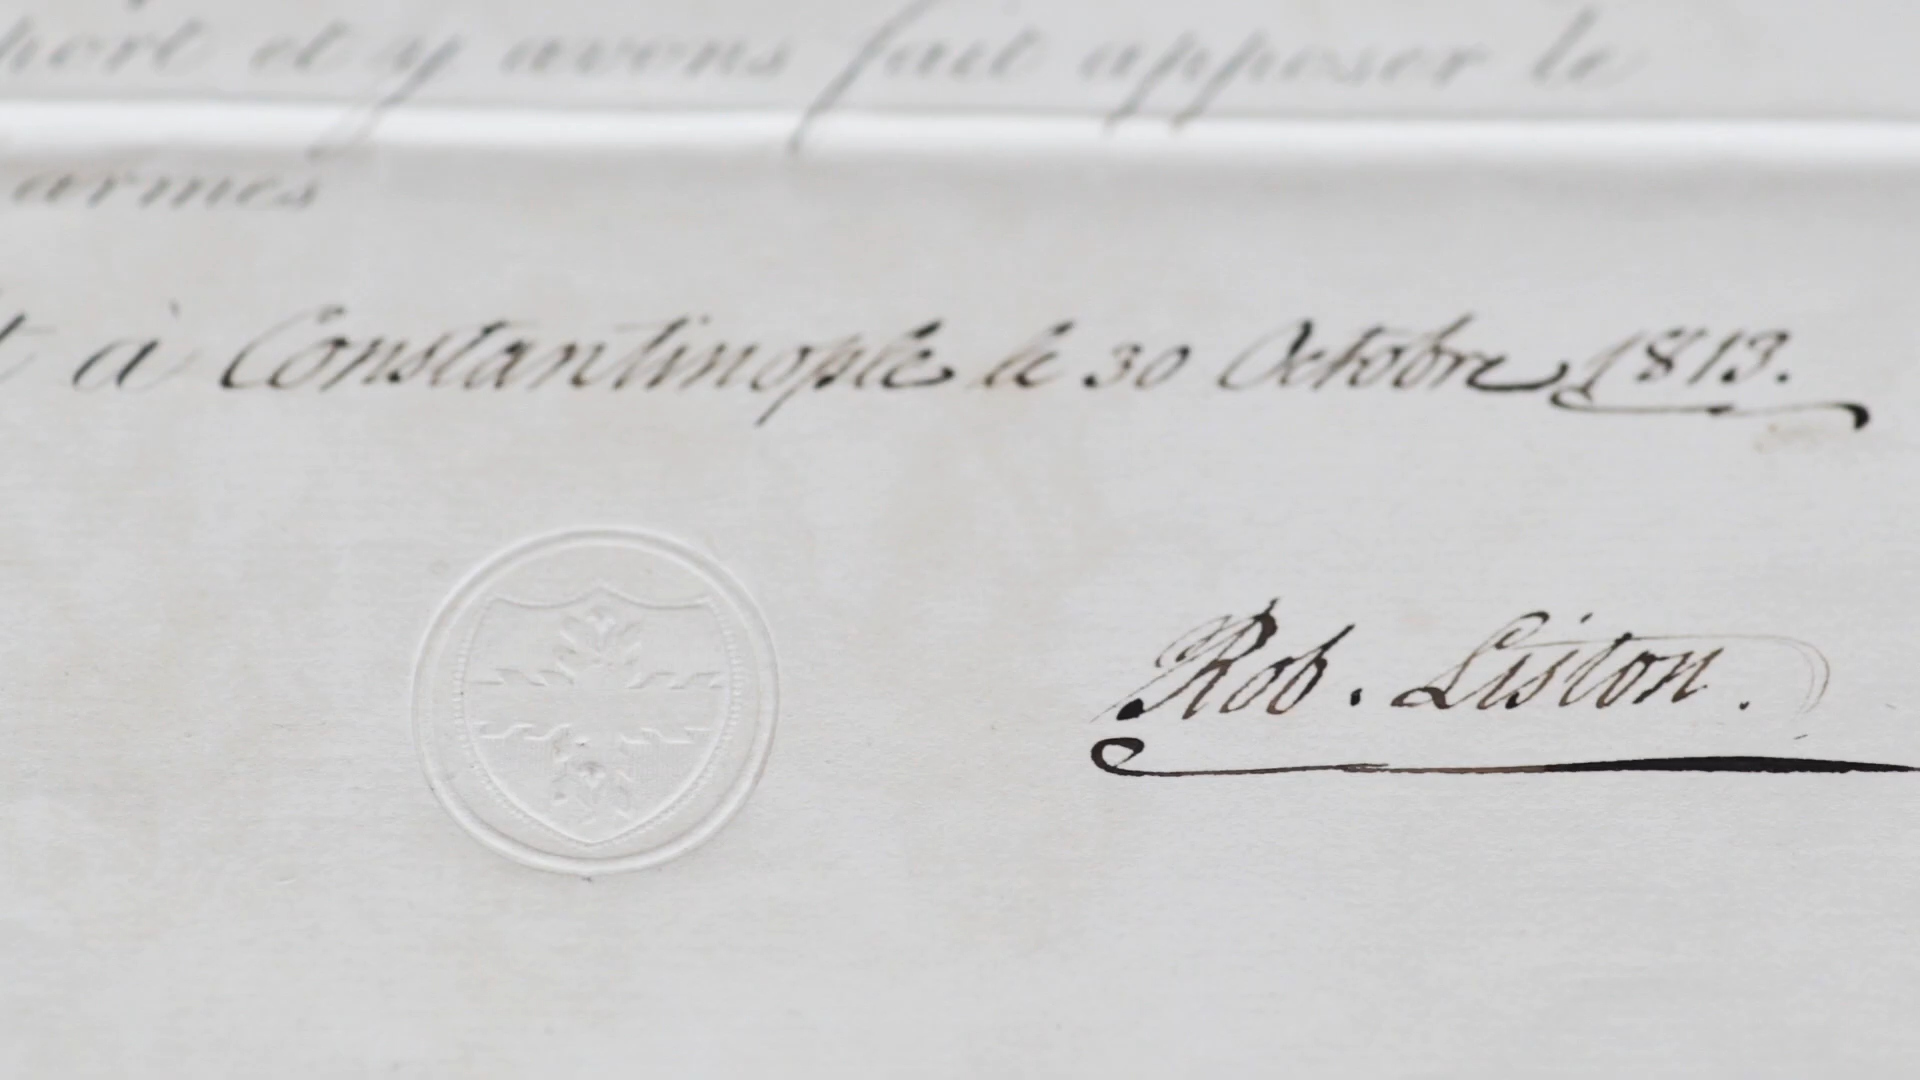 et y avons fait apposer le
armes
à Constantinople le 30 Octobre 1813.
Rob. Liston.